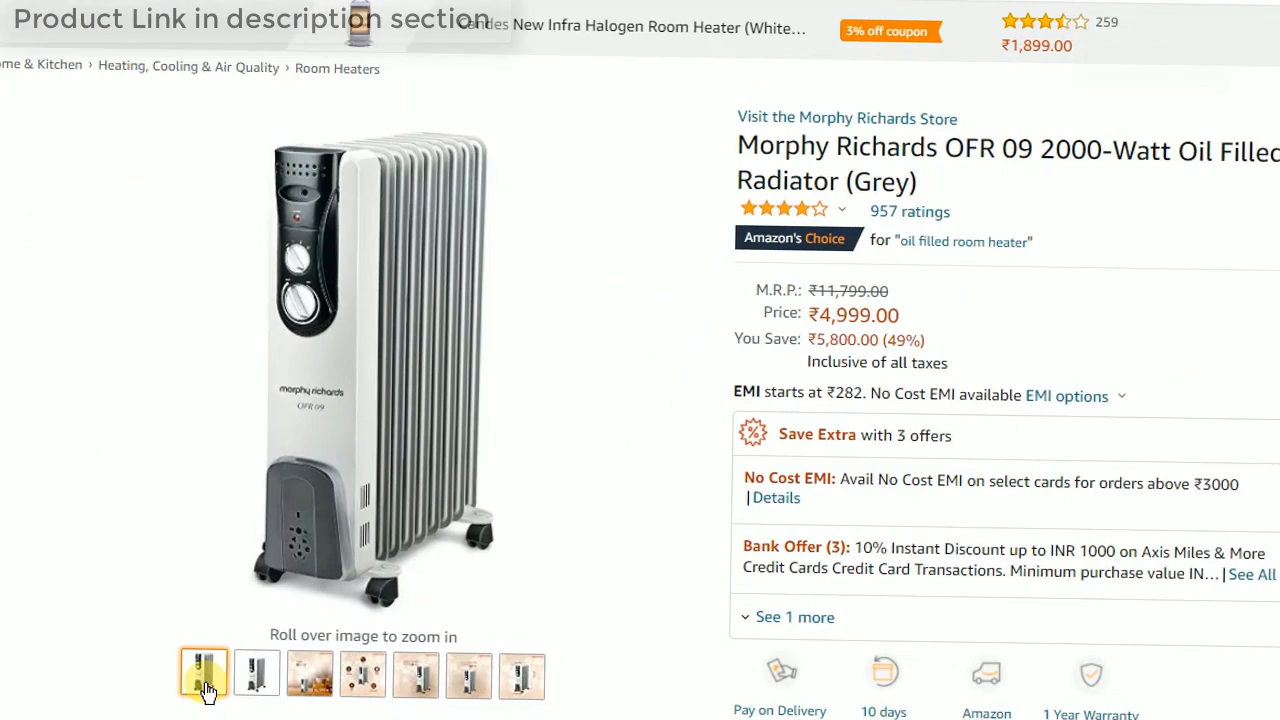 Product Link in description section
andes New Infra Halogen Room Heater (White...
3% off coupon
259
₹1,899.00
me & Kitchen › Heating, Cooling & Air Quality › Room Heaters
Visit the Morphy Richards Store
Morphy Richards OFR 09 2000-Watt Oil Filled
Radiator (Grey)
957 ratings
Amazon's Choice for "oil filled room heater"
M.R.P.: ₹11,799.00
Price: ₹4,999.00
You Save: ₹5,800.00 (49%)
Inclusive of all taxes
EMI starts at ₹282. No Cost EMI available EMI options
Save Extra with 3 offers
No Cost EMI: Avail No Cost EMI on select cards for orders above ₹3000
| Details
Bank Offer (3): 10% Instant Discount up to INR 1000 on Axis Miles & More
Credit Cards Credit Card Transactions. Minimum purchase value IN... | See All
See 1 more
Pay on Delivery
10 days
Amazon
1 Year Warranty
morphy richards
OFR 09
Roll over image to zoom in